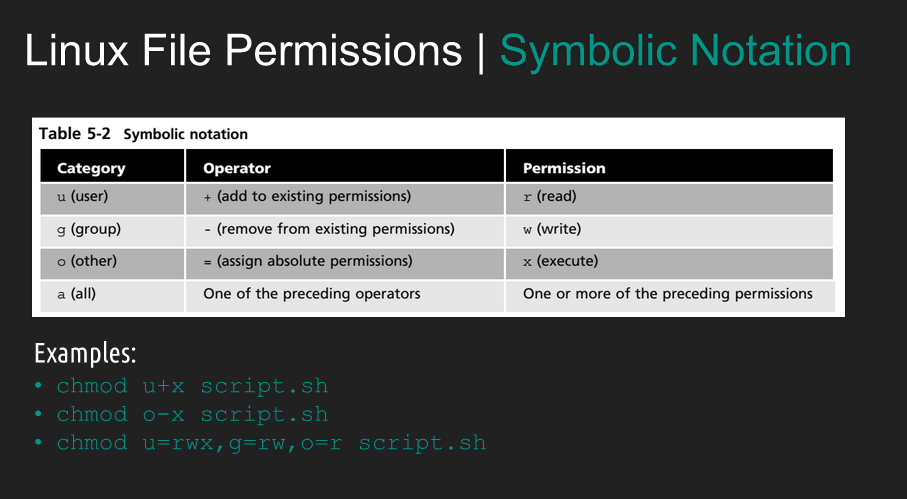 Linux File Permissions | Symbolic Notation
Table 5-2 Symbolic notation
Category Operator Permission
u (user) + (add to existing permissions) r (read)
g (group) - (remove from existing permissions) w (write)
o (other) = (assign absolute permissions) x (execute)
a (all) One of the preceding operators One or more of the preceding permissions
Examples:
• chmod u+x script.sh
• chmod o-x script.sh
• chmod u=rwx,g=rw,o=r script.sh